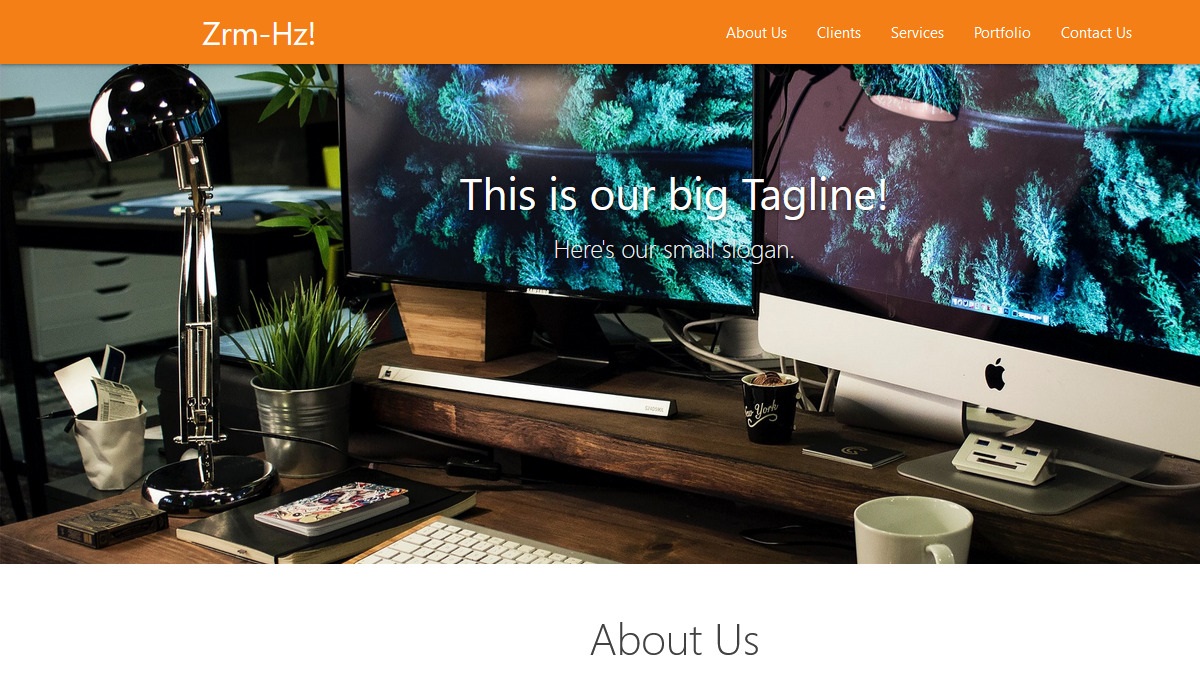 Zrm-Hz!
About Us
Clients
Services
Portfolio
Contact Us
This is our big Tagline!
Here's our small slogan.
SAMSUNG
SAMSUNG
New York
About Us